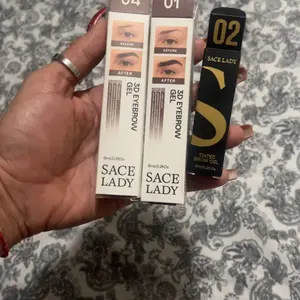 04
BEFORE
AFTER
3D EYEBROW
GEL
SACE
LADY
01
BEFORE
AFTER
3D EYEBROW
GEL
SACE
LADY
02
SACE LADY
S
TINTED
BROW GEL